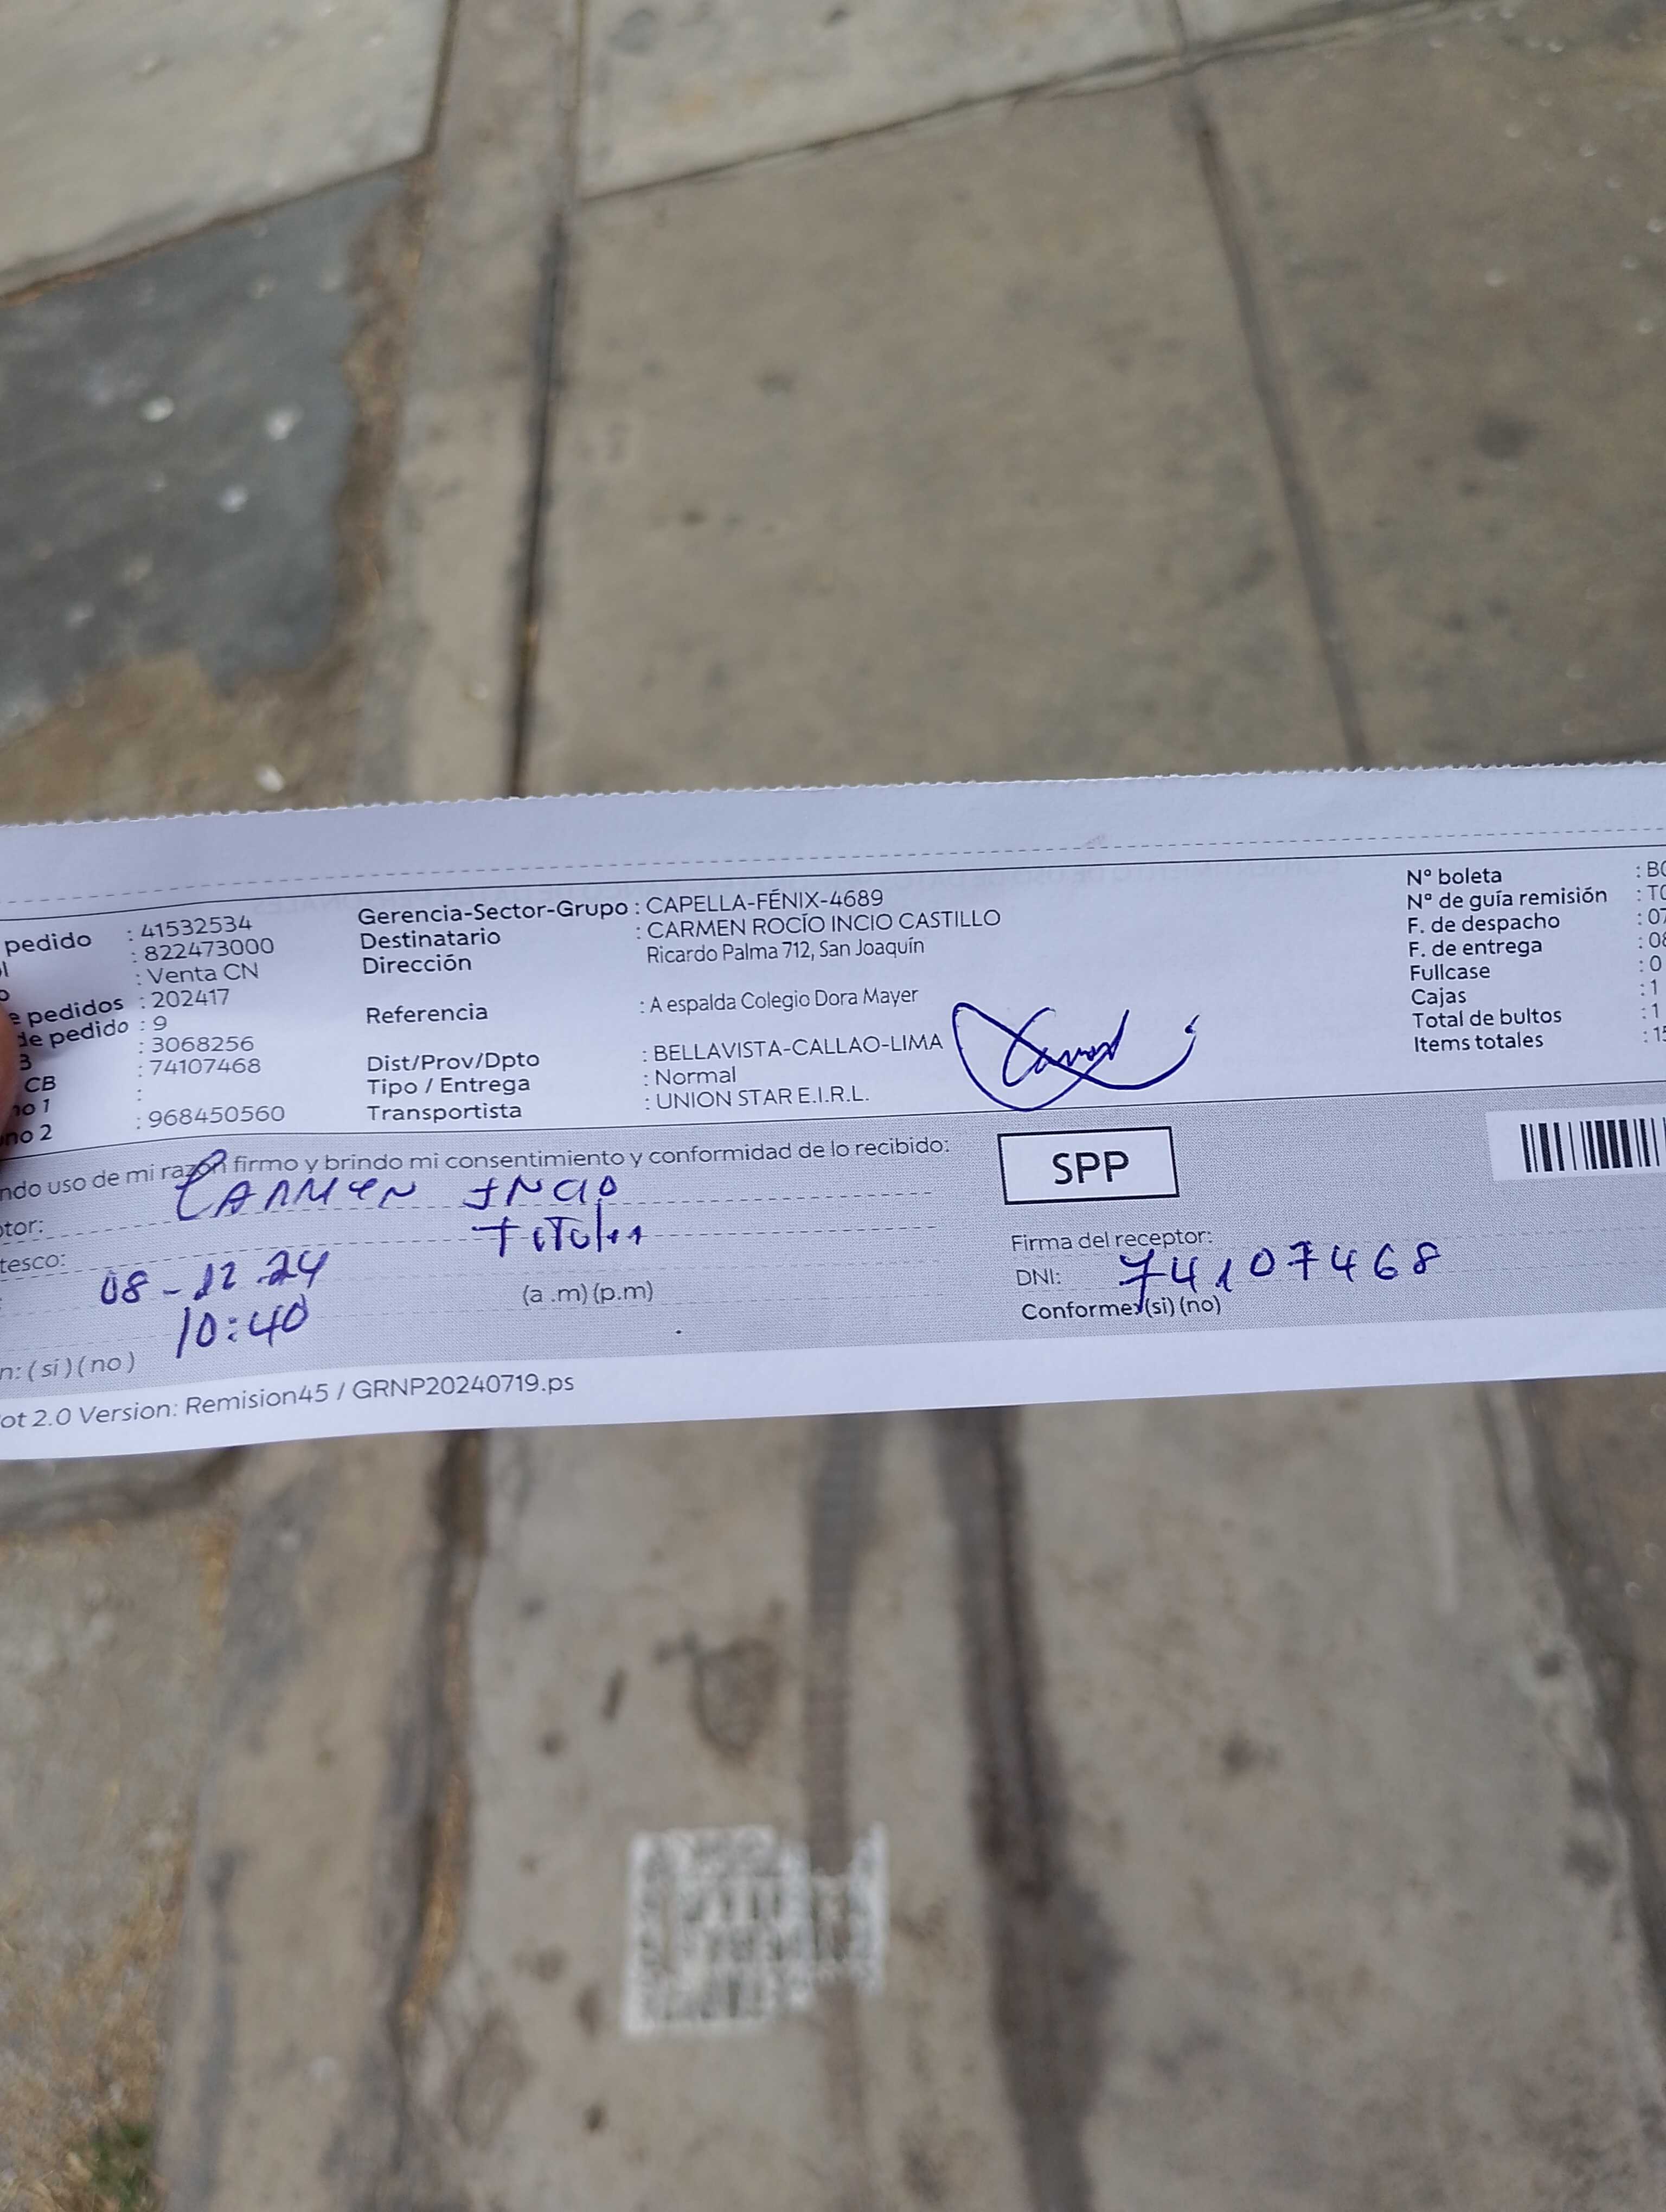 pedido : 41532534
: 822473000
: Venta CN
e pedidos : 202417
de pedido : 9
: 3068256
CB : 74107468
no 1 :
no 2 : 968450560
Gerencia-Sector-Grupo : CAPELLA-FÉNIX-4689
Destinatario : CARMEN ROCÍO INCIO CASTILLO
Dirección Ricardo Palma 712, San Joaquín
Referencia : A espalda Colegio Dora Mayer
Dist/Prov/Dpto : BELLAVISTA-CALLAO-LIMA
Tipo / Entrega : Normal
Transportista : UNION STAR E.I.R.L.
Nº boleta : B
Nº de guía remisión : T
F. de despacho : 07
F. de entrega : 08
Fullcase : 0
Cajas : 1
Total de bultos : 1
Items totales : 15
ndo uso de mi razón firmo y brindo mi consentimiento y conformidad de lo recibido:
ptor: CARMEN INCIO
tesco: Titular
08-12-24
10:40 (a .m) (p.m)
n: ( sí ) ( no )
SPP
Firma del receptor:
DNI: 74107468
Conforme: (si) (no)
ot 2.0 Version: Remision45 / GRNP20240719.ps